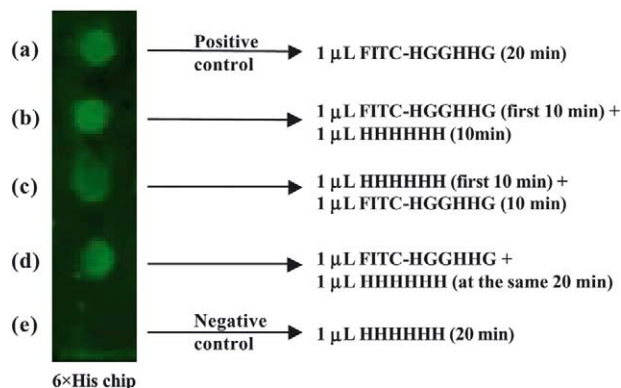 (a) Positive control 1 µL FITC-HGGHHG (20 min)
(b) 1 µL FITC-HGGHHG (first 10 min) +
1 µL HHHHHH (10min)
(c) 1 µL HHHHHH (first 10 min) +
1 µL FITC-HGGHHG (10 min)
(d) 1 µL FITC-HGGHHG +
1 µL HHHHHH (at the same 20 min)
(e) Negative control 1 µL HHHHHH (20 min)
6×His chip